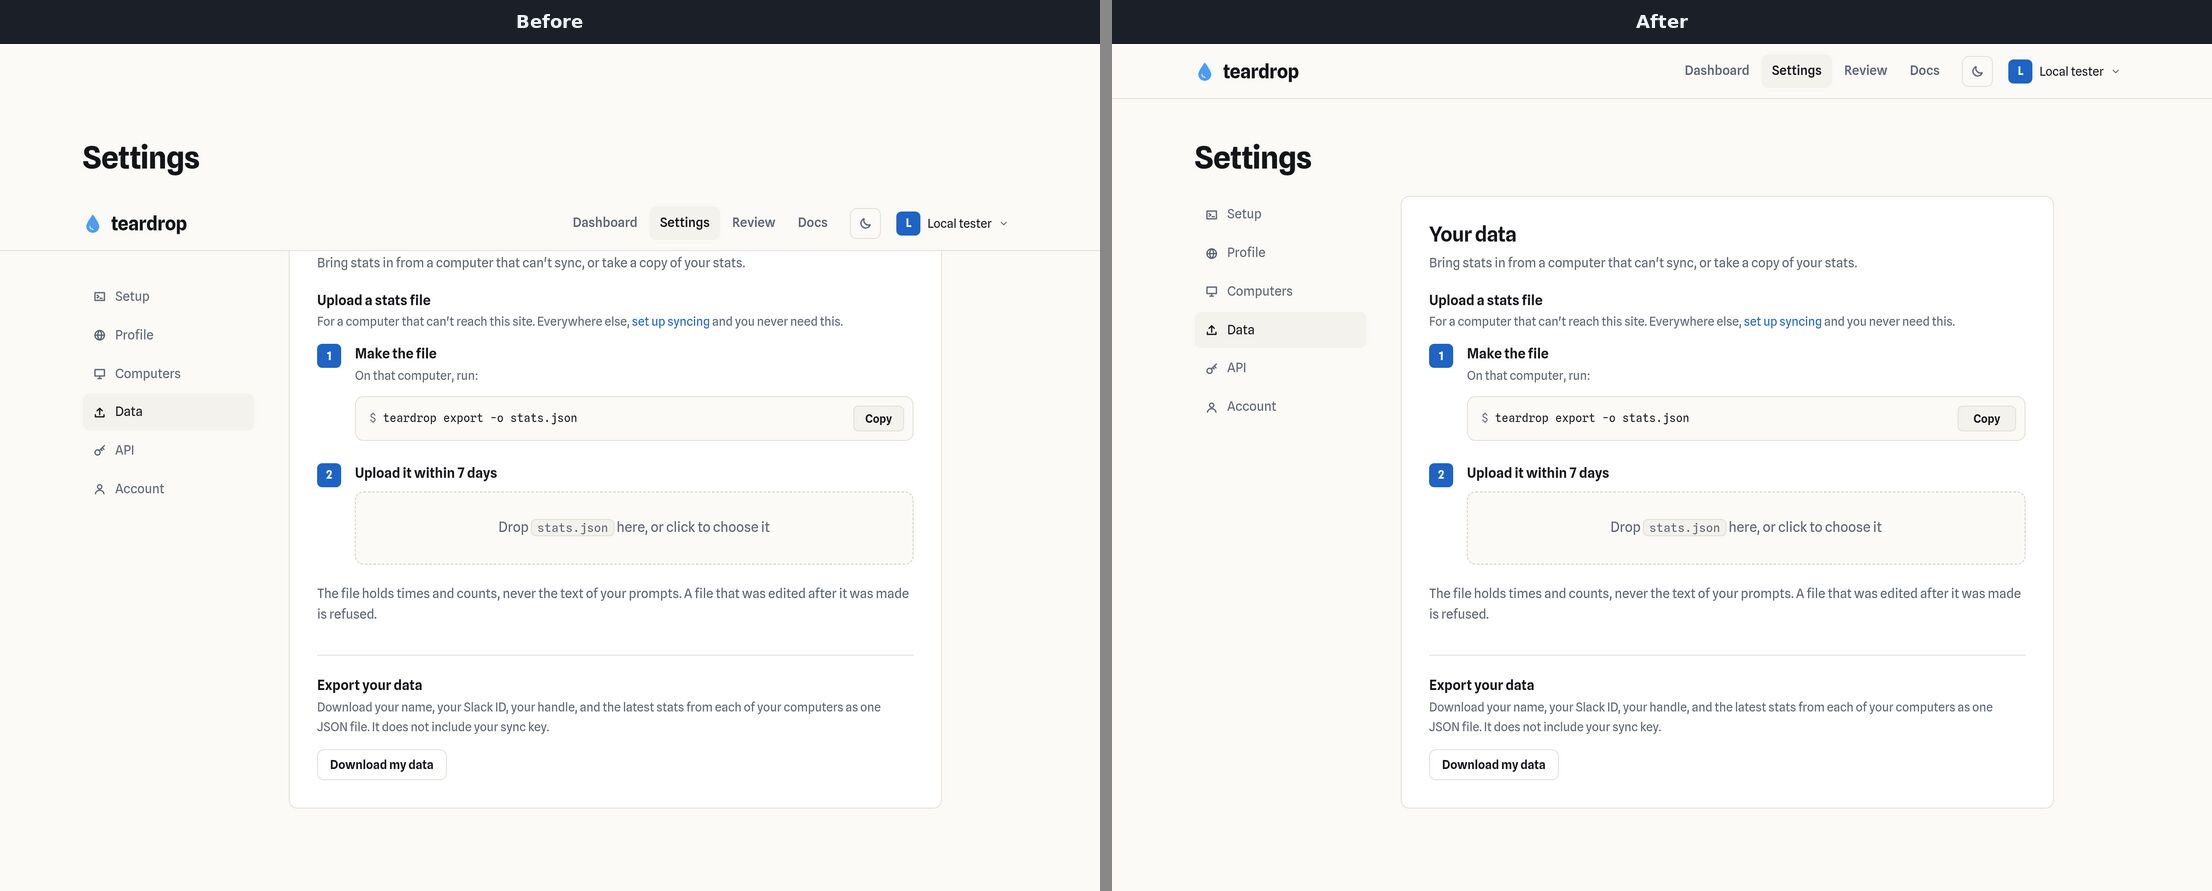 Before
Settings
teardrop
Dashboard Settings Review Docs L Local tester
Bring stats in from a computer that can't sync, or take a copy of your stats.
Setup
Profile
Computers
Data
API
Account
Upload a stats file
For a computer that can't reach this site. Everywhere else, set up syncing and you never need this.
1 Make the file
On that computer, run:
$ teardrop export -o stats.json Copy
2 Upload it within 7 days
Drop stats.json here, or click to choose it
The file holds times and counts, never the text of your prompts. A file that was edited after it was made
is refused.
Export your data
Download your name, your Slack ID, your handle, and the latest stats from each of your computers as one
JSON file. It does not include your sync key.
Download my data
After
teardrop
Dashboard Settings Review Docs L Local tester
Settings
Setup
Profile
Computers
Data
API
Account
Your data
Bring stats in from a computer that can't sync, or take a copy of your stats.
Upload a stats file
For a computer that can't reach this site. Everywhere else, set up syncing and you never need this.
1 Make the file
On that computer, run:
$ teardrop export -o stats.json Copy
2 Upload it within 7 days
Drop stats.json here, or click to choose it
The file holds times and counts, never the text of your prompts. A file that was edited after it was made
is refused.
Export your data
Download your name, your Slack ID, your handle, and the latest stats from each of your computers as one
JSON file. It does not include your sync key.
Download my data